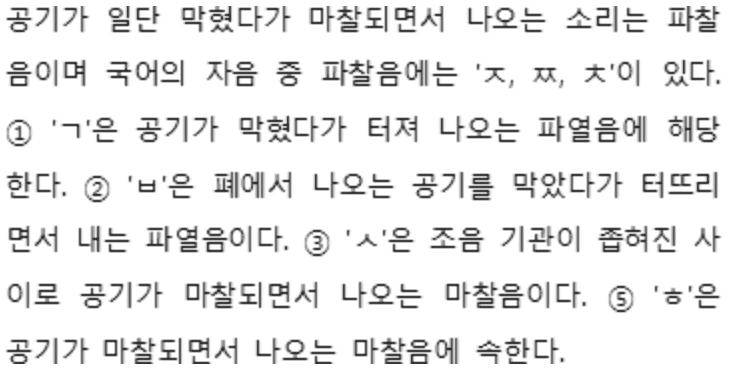 공기가 일단 막혔다가 마찰되면서 나오는 소리는 파찰
음이며 국어의 자음 중 파찰음에는 'ㅈ, ㅉ, ㅊ'이 있다.
① 'ㄱ'은 공기가 막혔다가 터져 나오는 파열음에 해당
한다. ② 'ㅂ'은 폐에서 나오는 공기를 막았다가 터뜨리
면서 내는 파열음이다. ③ 'ㅅ'은 조음 기관이 좁혀진 사
이로 공기가 마찰되면서 나오는 마찰음이다. ⑤ 'ㅎ'은
공기가 마찰되면서 나오는 마찰음에 속한다.